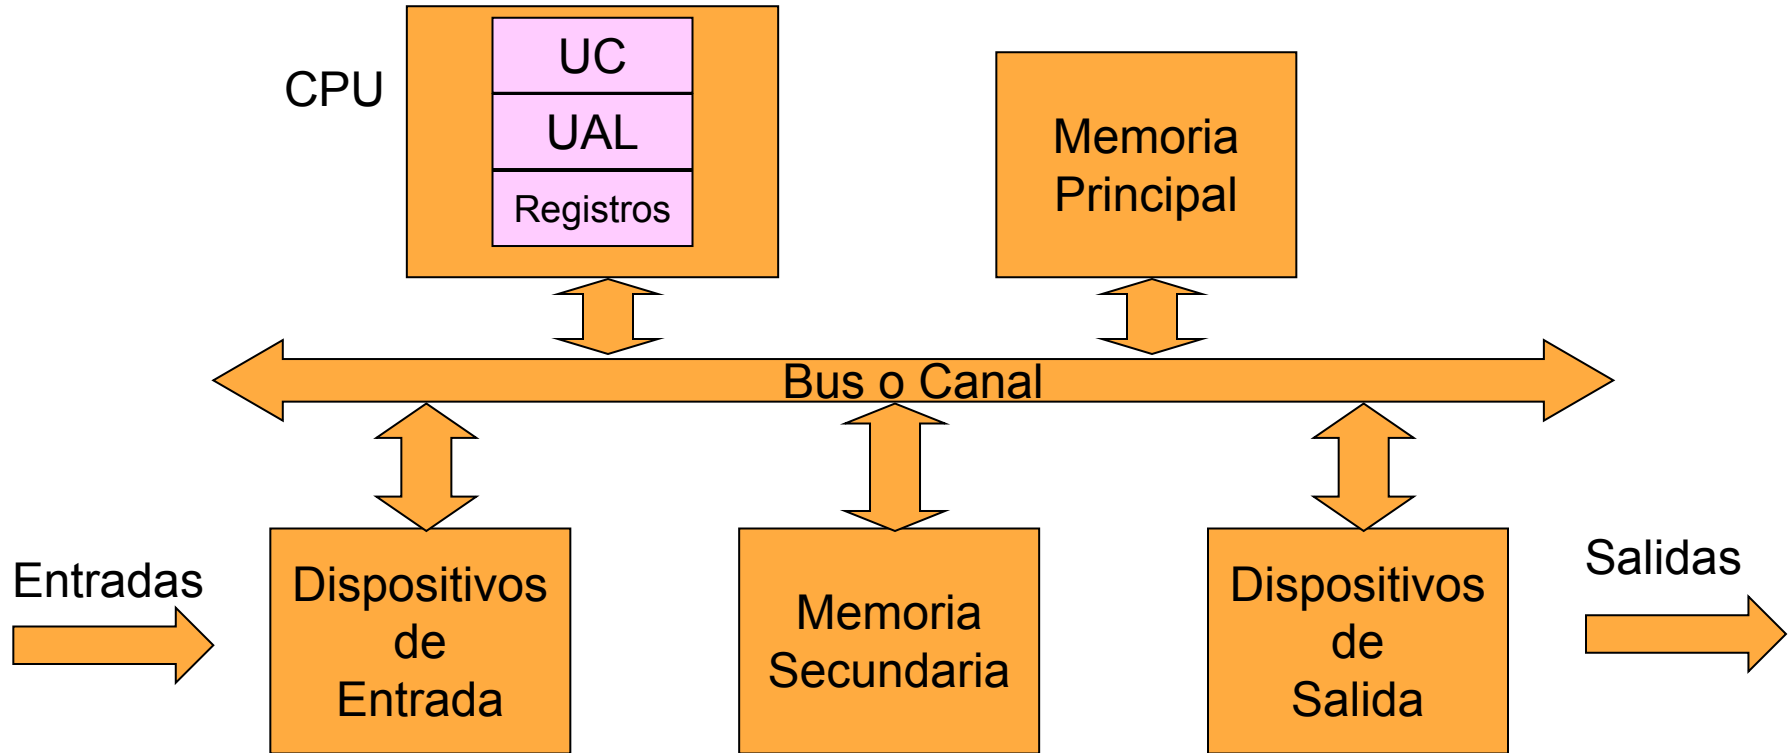 CPU
UC
UAL
Registros
Memoria
Principal
Bus o Canal
Entradas
Dispositivos
de
Entrada
Memoria
Secundaria
Dispositivos
de
Salida
Salidas